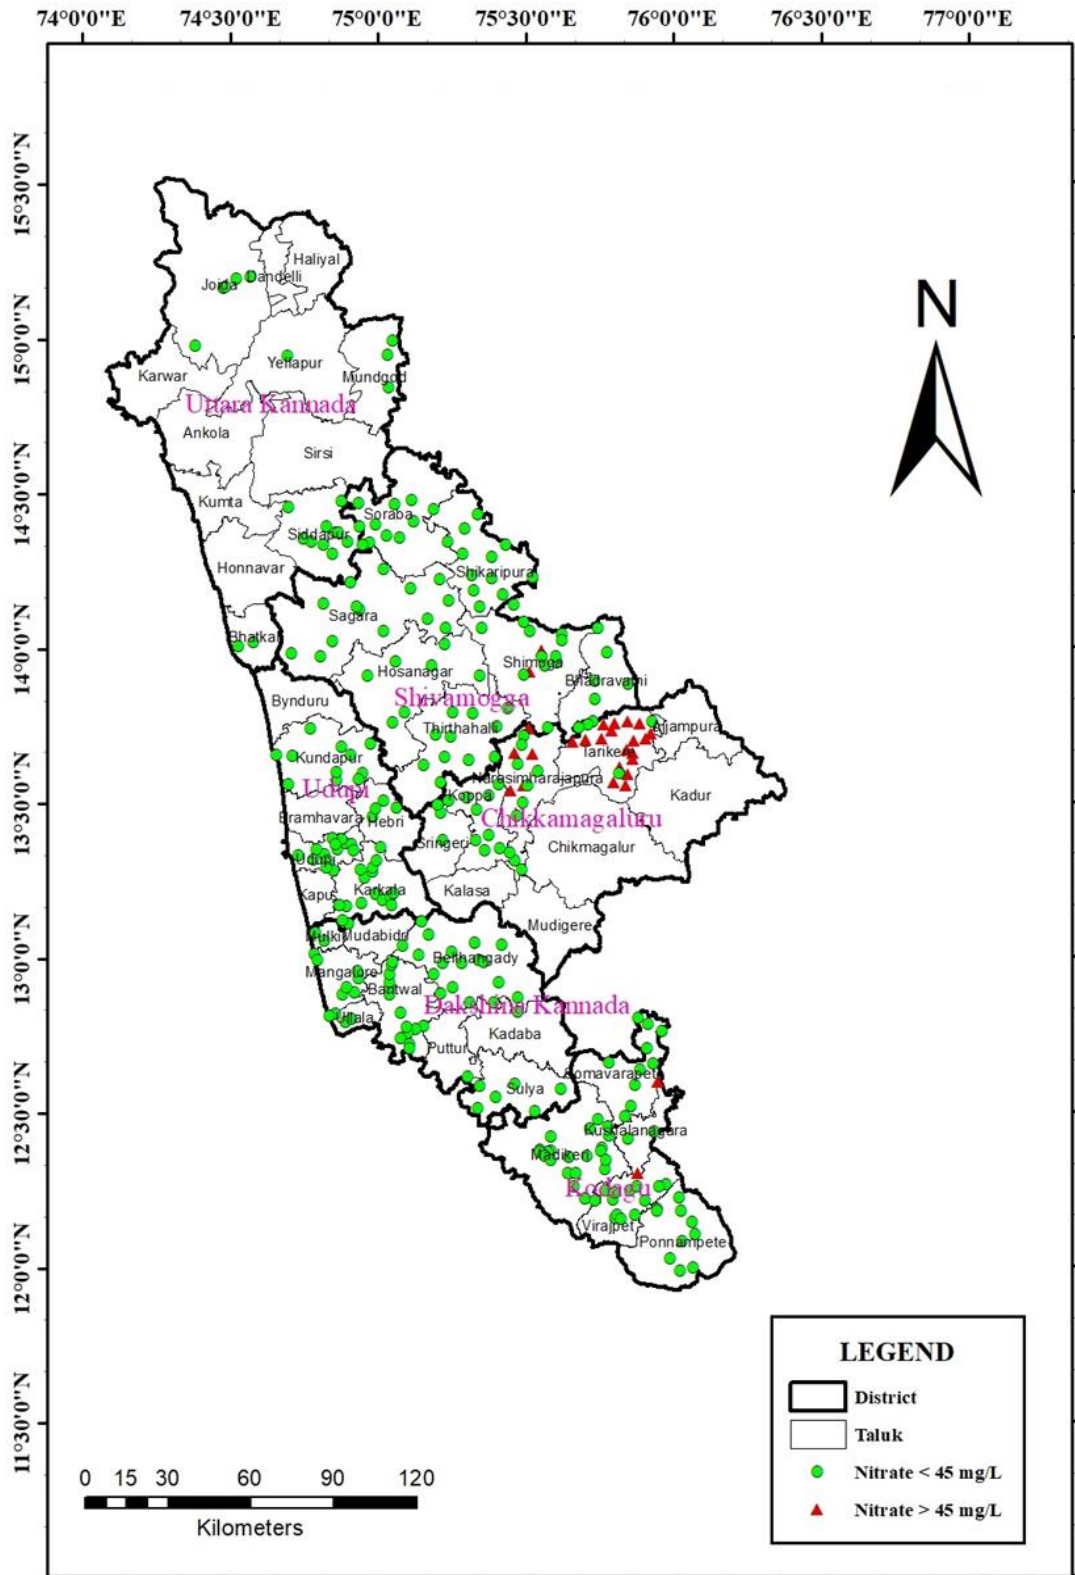 74°0'0"E 74°30'0"E 75°0'0"E 75°30'0"E 76°0'0"E 76°30'0"E 77°0'0"E
15°30'0"N
15°0'0"N
14°30'0"N
14°0'0"N
13°30'0"N
13°0'0"N
12°30'0"N
12°0'0"N
11°30'0"N
N
Haliyal
Joida
Dandelli
Yellapur
Karwar
Mundgod
Uttara Kannada
Ankola
Sirsi
Kumta
Soraba
Siddapur
Honnavar
Shikaripura
Sagara
Bhatkal
Shimoga
Hosanagar
Bhadravathi
Shivamogga
Bynduru
Thirthahalli
Ajjampura
Kundapur
Tarikere
Narasimharajapura
Udupi
Koppa
Kadur
Bramhavara
Hebri
Chikkamagaluru
Sringeri
Chikmagalur
Udupi
Kapu
Karkala
Kalasa
Mudigere
Mulki
Mudabidri
Belthangady
Mangalore
Bantwal
Dakshina Kannada
Ullala
Kadaba
Puttur
Somavarapete
Sulya
Kushalanagara
Madikeri
Kodagu
Virajpet
Ponnampete
LEGEND
District
Taluk
Nitrate < 45 mg/L
Nitrate > 45 mg/L
0 15 30 60 90 120
Kilometers